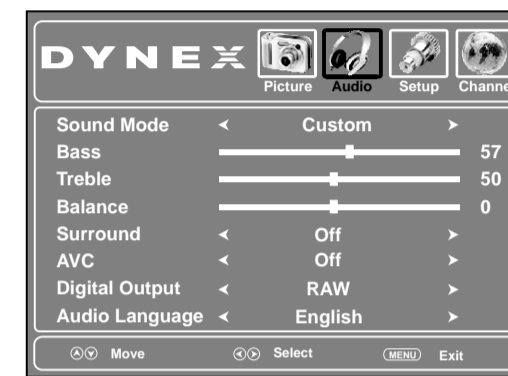 DYNEX
Picture Audio Setup Channe
Sound Mode Custom
Bass 57
Treble 50
Balance 0
Surround Off
AVC Off
Digital Output RAW
Audio Language English
Move Select MENU Exit